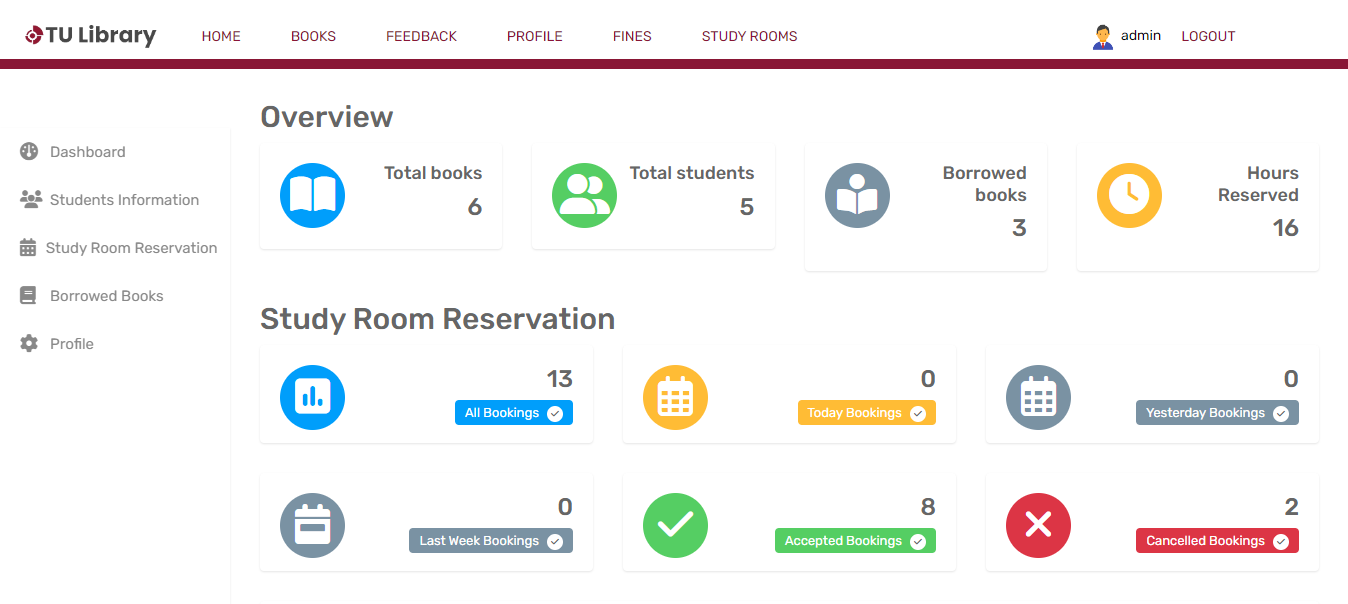 TU Library HOME BOOKS FEEDBACK PROFILE FINES STUDY ROOMS admin LOGOUT
Dashboard
Students Information
Study Room Reservation
Borrowed Books
Profile
Overview
Total books
6
Total students
5
Borrowed
books
3
Hours
Reserved
16
Study Room Reservation
13
All Bookings
0
Today Bookings
0
Yesterday Bookings
0
Last Week Bookings
8
Accepted Bookings
2
Cancelled Bookings